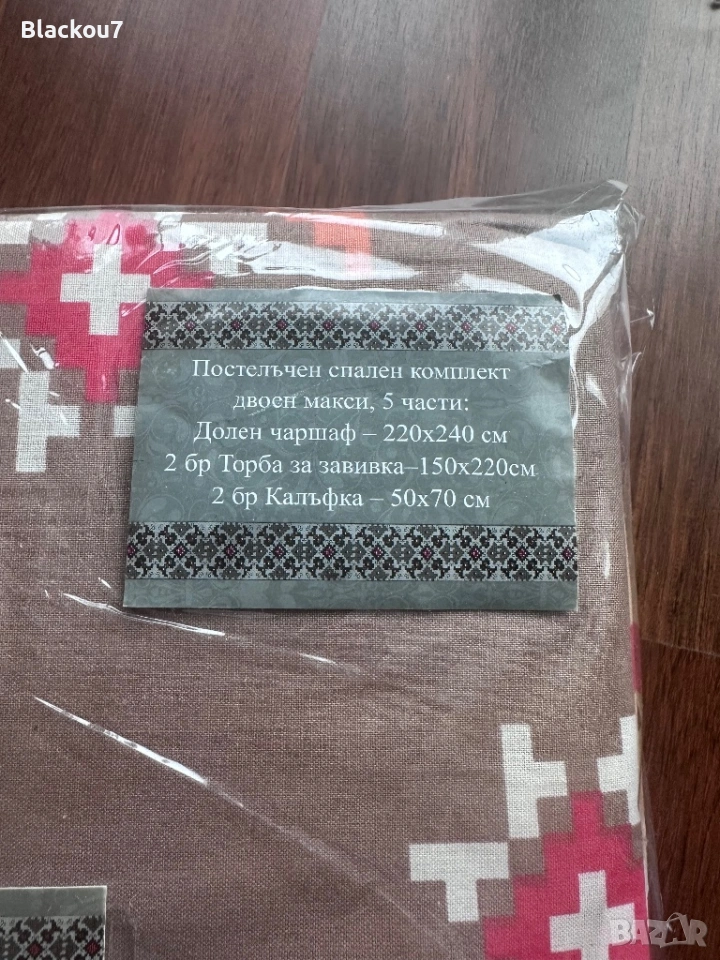 Blackou7
Постелъчен спален комплект
двоен макси, 5 части:
Долен чаршаф – 220х240 см
2 бр Торба за завивка–150х220см
2 бр Калъфка – 50х70 см
BAZAR